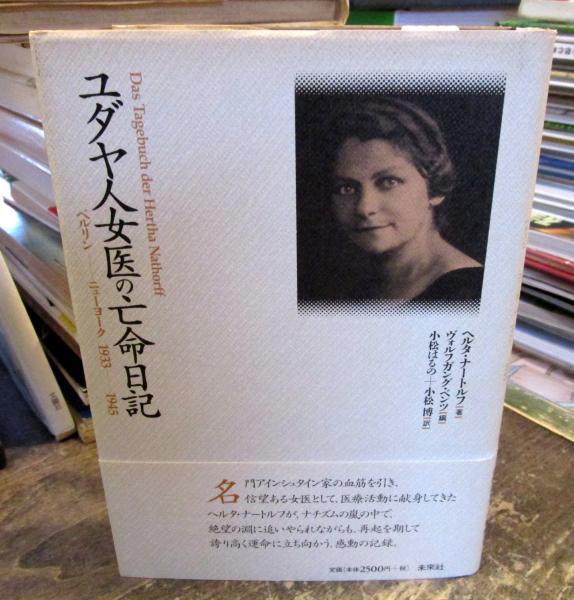 Das Tagebuch der Hertha Nathorff
ユダヤ人女医の亡命日記
ベルリン──ニューヨーク 1933──1945
ヘルタ・ナートルフ[著]
ヴォルフガング・ベンツ[編]
小松はるの＋小松 博[訳]
名門アインシュタイン家の血筋を引き、
信望ある女医として、医療活動に献身してきた
ヘルタ・ナートルフが、ナチズムの嵐の中で、
絶望の淵に追いやられながらも、再起を期して
誇り高く運命に立ち向かう、感動の記録。
定価(本体2500円＋税) 未來社